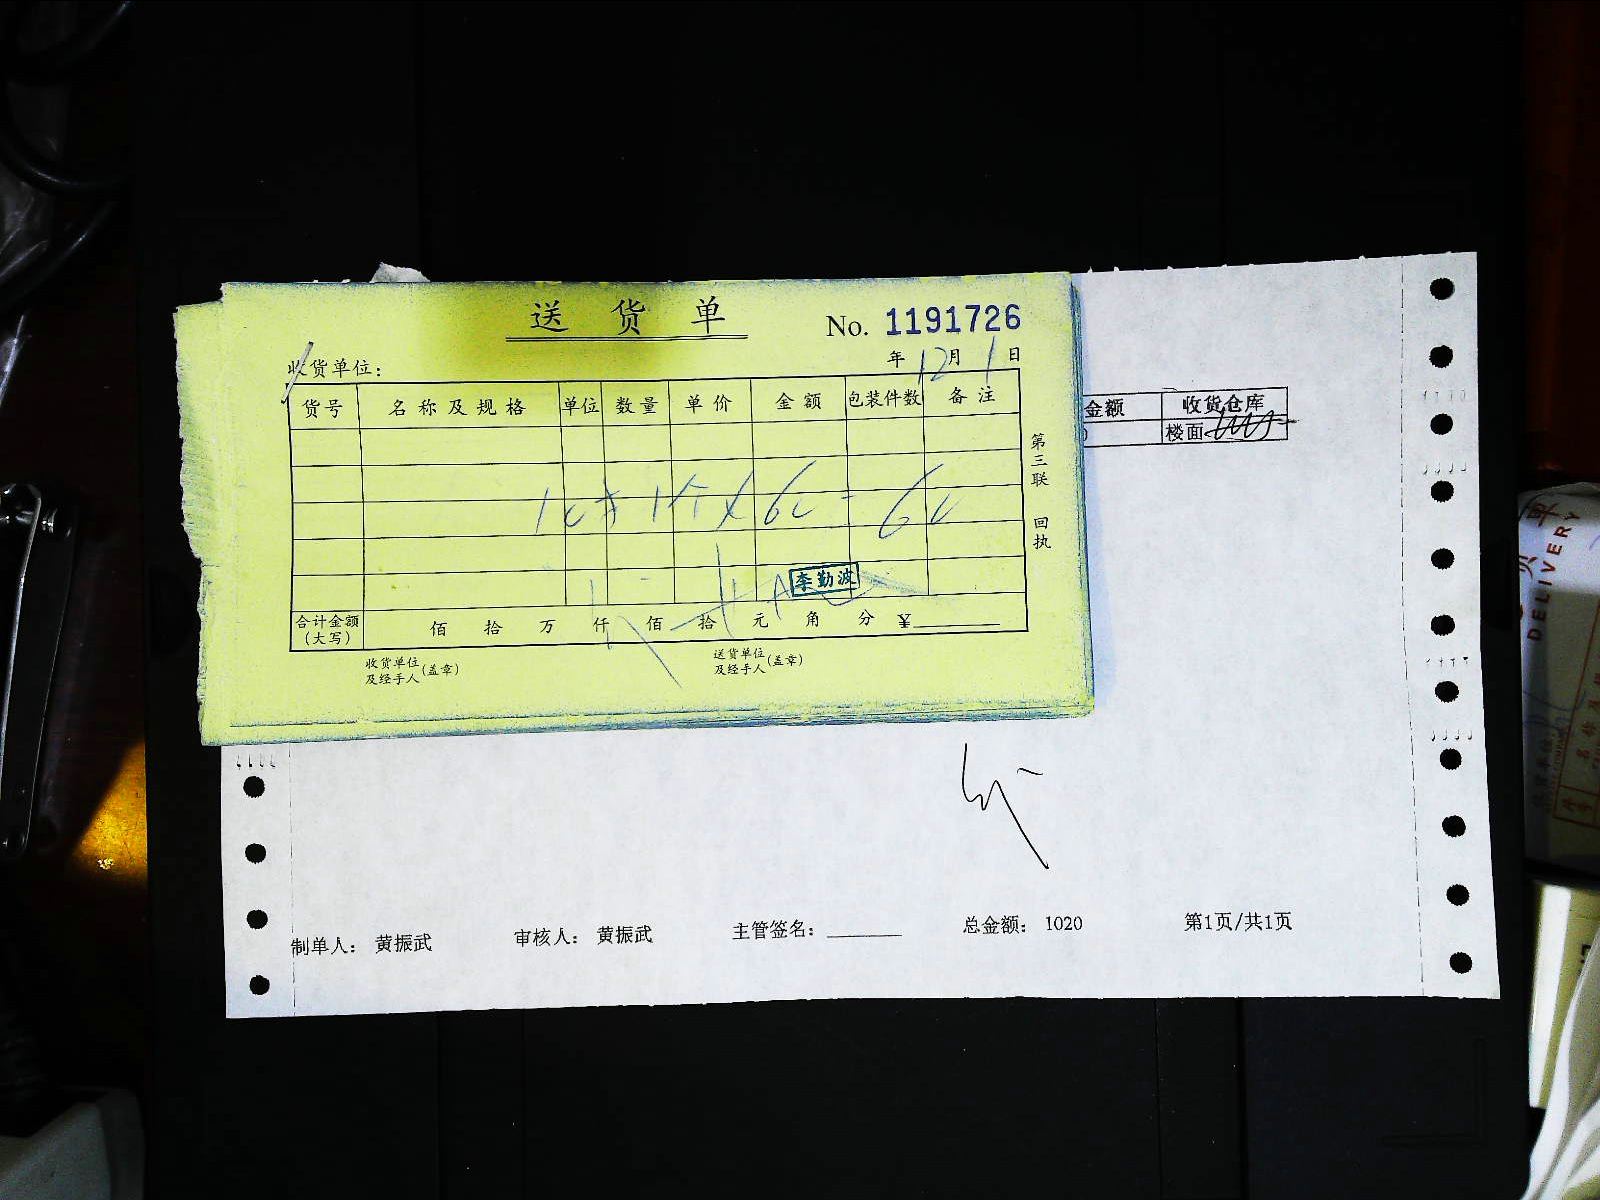 送货单
No. 1191726
收货单位：
年12月1日
货号 名称及规格 单位 数量 单价 金额 包装件数 备注
金额 收货仓库
楼面
第三联 回执
李勤波
合计金额(大写) 佰 拾 万 仟 佰 拾 元 角 分 ¥
收货单位及经手人(盖章) 送货单位及经手人(盖章)
制单人： 黄振武 审核人： 黄振武 主管签名： 总金额： 1020 第1页/共1页
DELIVERY